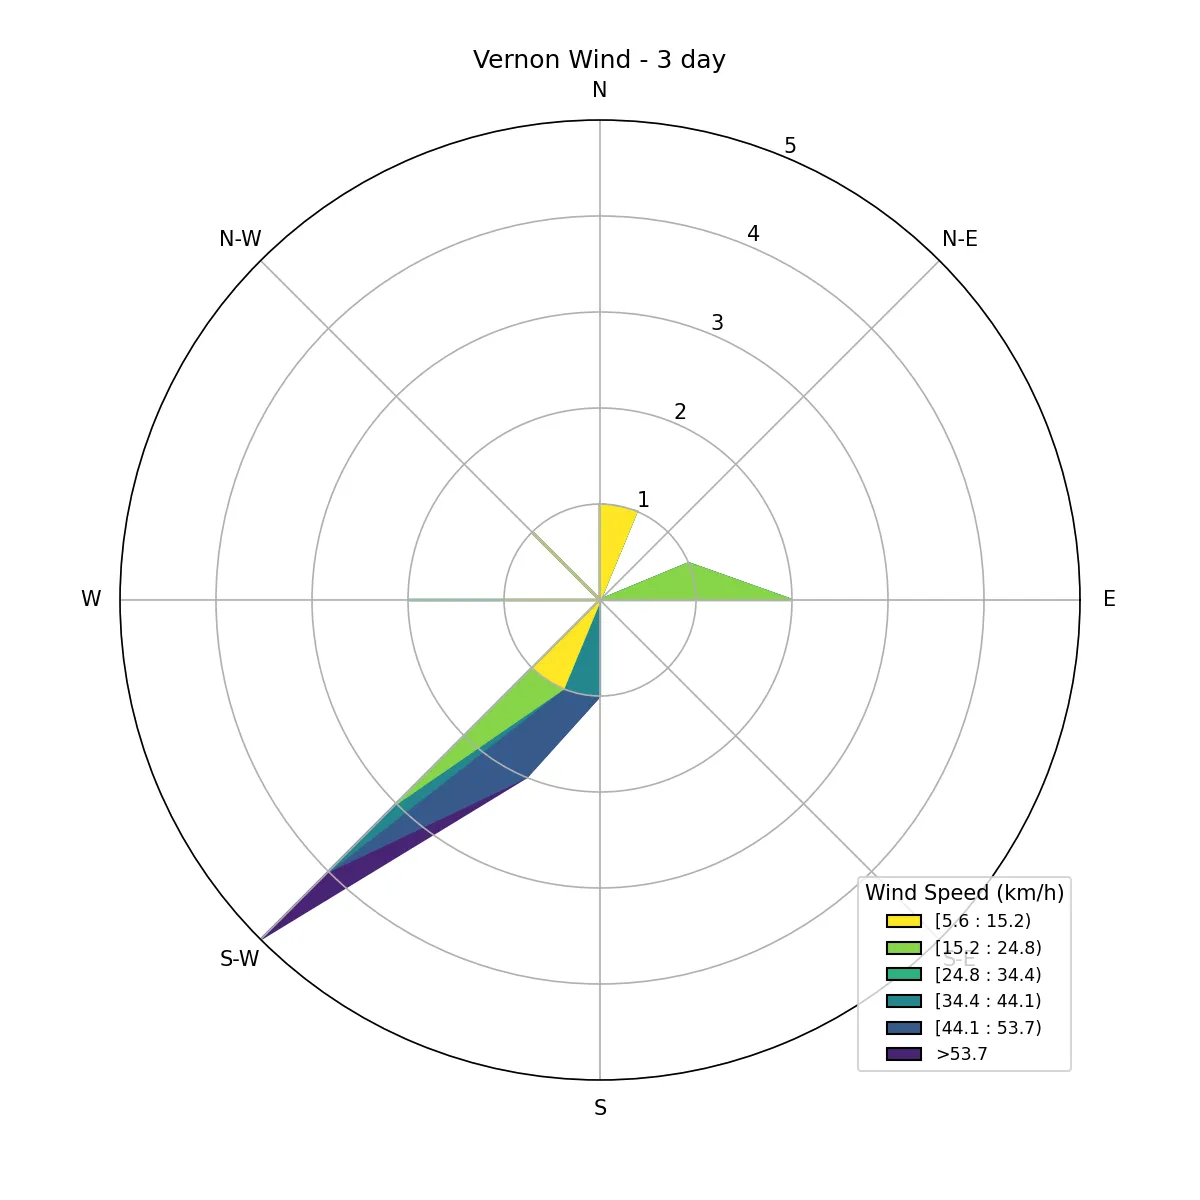 Vernon Wind - 3 day
N
5
N-W
4
N-E
3
2
1
W
E
S-W
S-E
S
Wind Speed (km/h)
[5.6 : 15.2)
[15.2 : 24.8)
[24.8 : 34.4)
[34.4 : 44.1)
[44.1 : 53.7)
>53.7